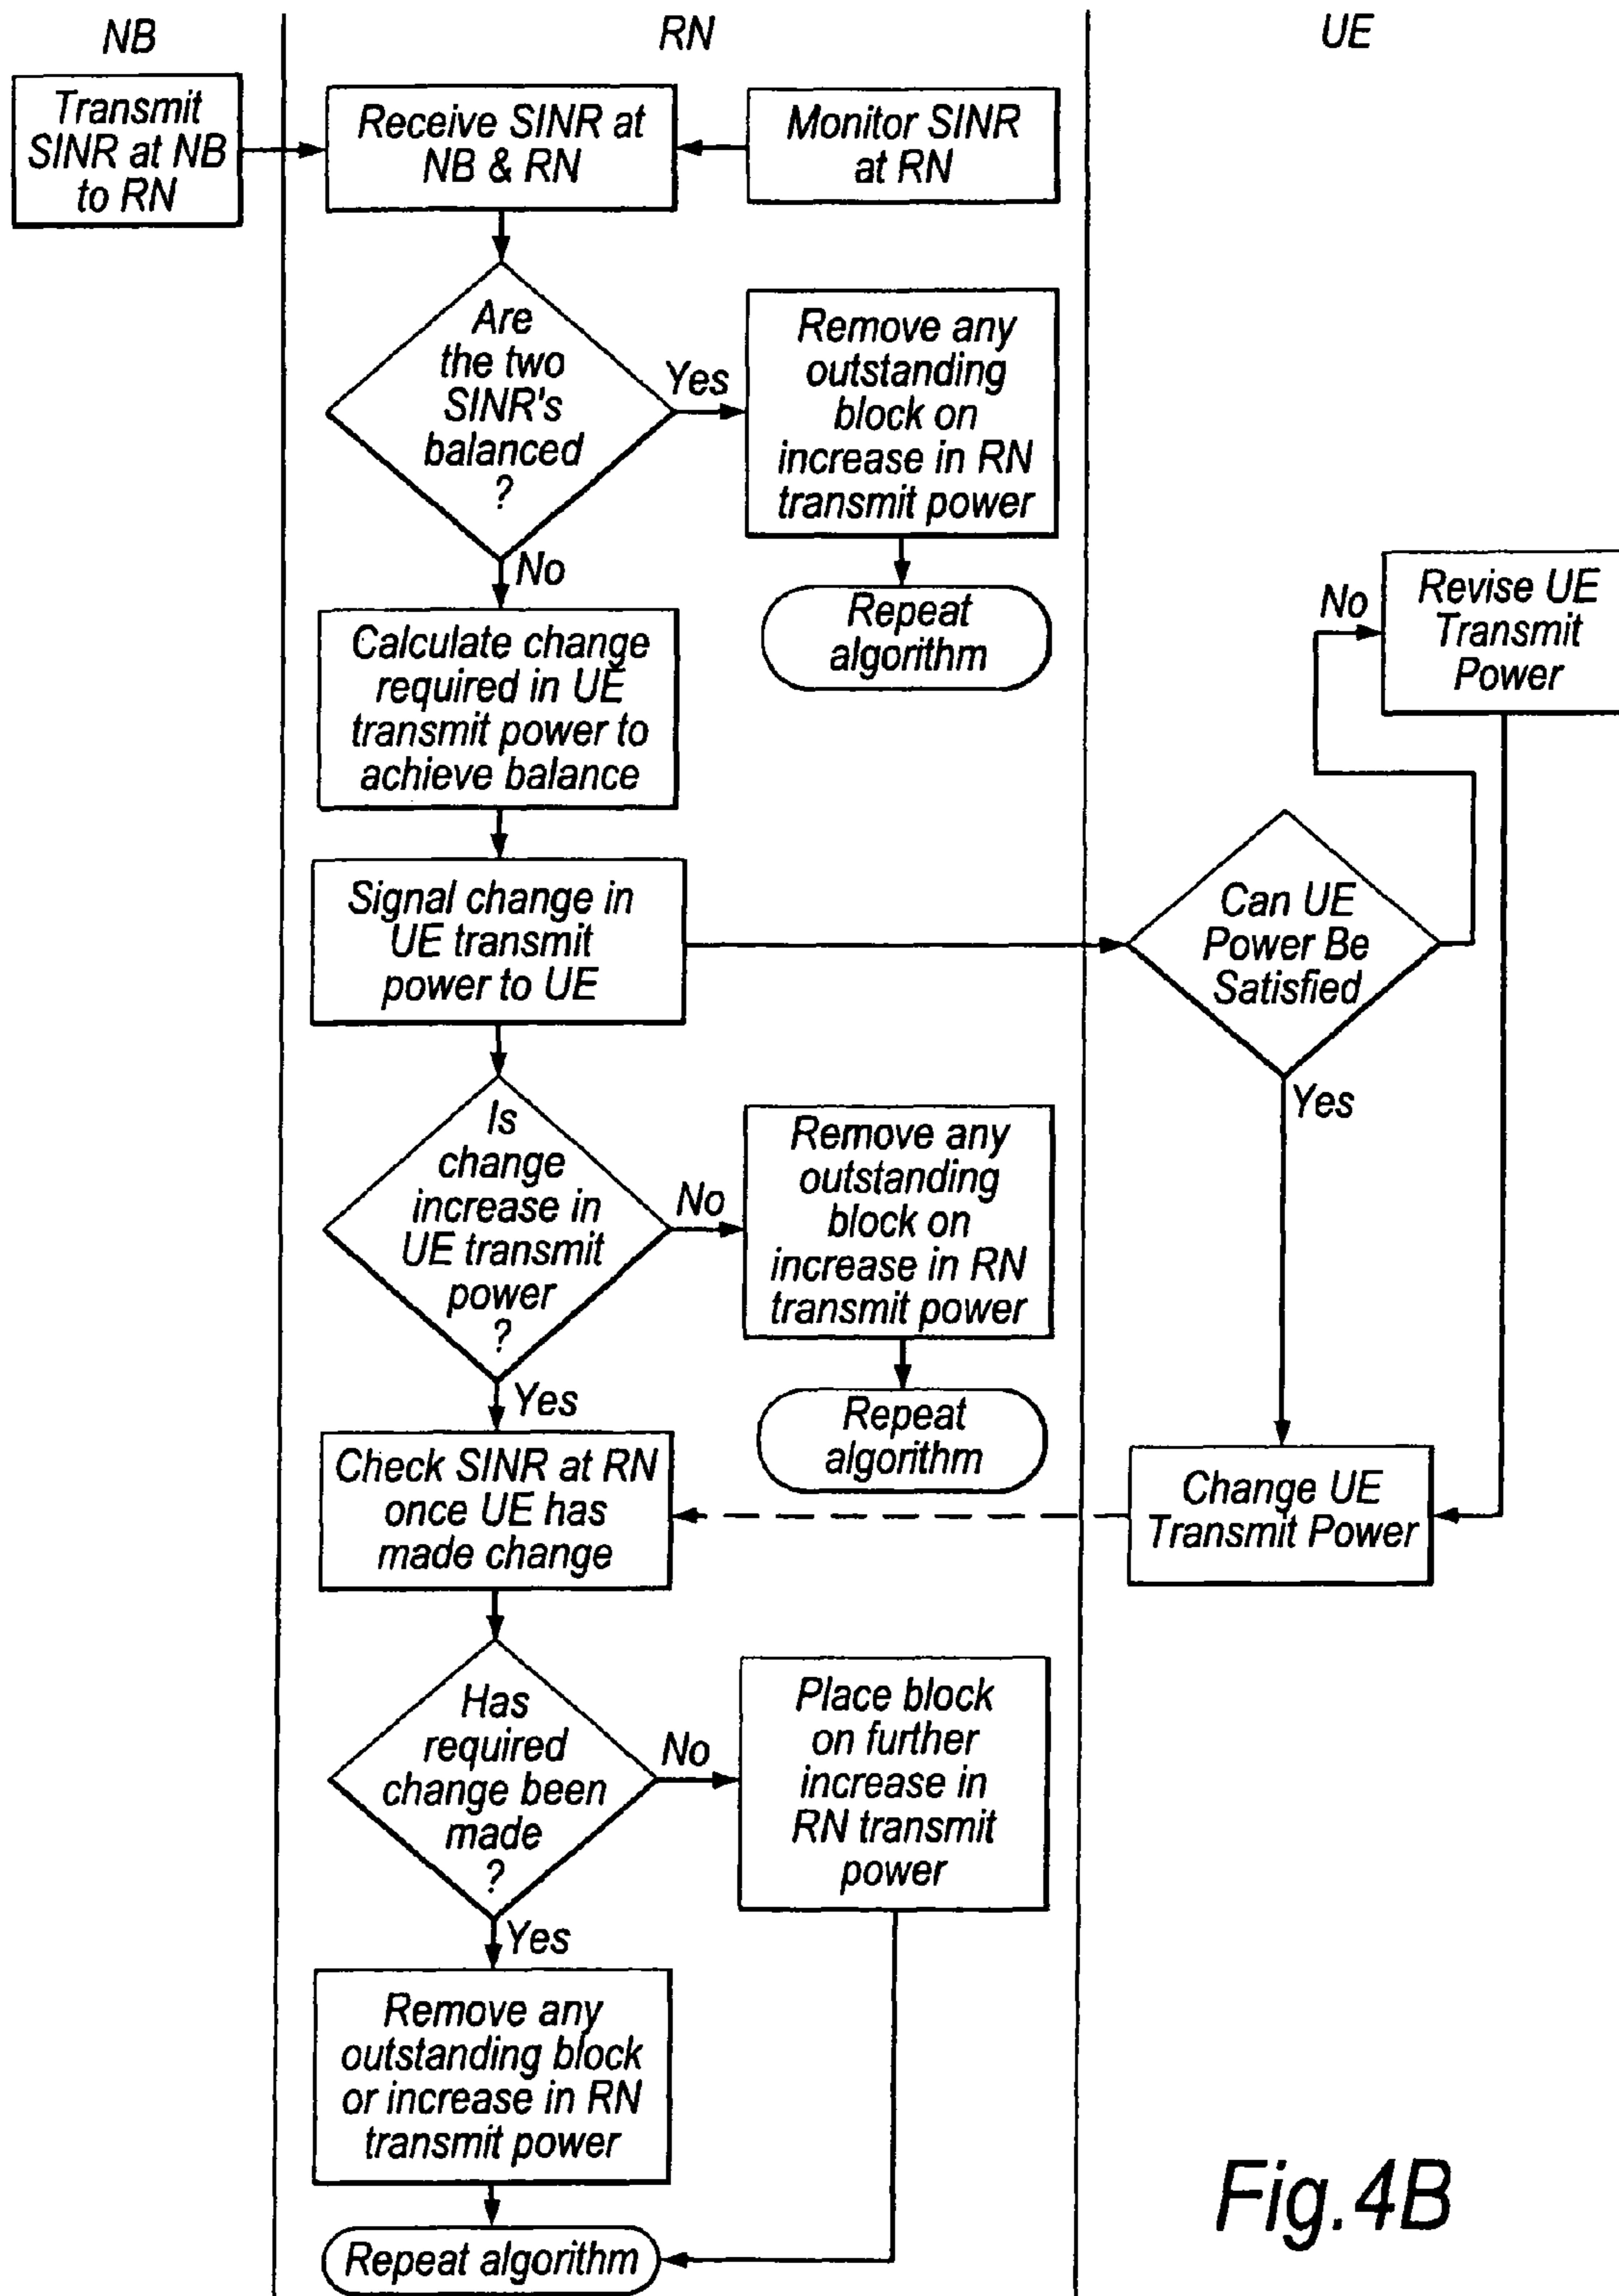 NB
RN
UE
Transmit
SINR at NB
to RN
Receive SINR at
NB & RN
Monitor SINR
at RN
Are
the two
SINR's
balanced
?
Yes
Remove any
outstanding
block on
increase in RN
transmit power
Repeat
algorithm
No
Calculate change
required in UE
transmit power to
achieve balance
No
Revise UE
Transmit
Power
Signal change in
UE transmit
power to UE
Can UE
Power Be
Satisfied
Yes
Is
change
increase in
UE transmit
power
?
No
Remove any
outstanding
block on
increase in RN
transmit power
Repeat
algorithm
Yes
Check SINR at RN
once UE has
made change
Change UE
Transmit Power
Has
required
change been
made
?
No
Place block
on further
increase in
RN transmit
power
Yes
Remove any
outstanding block
or increase in RN
transmit power
Repeat algorithm
Fig.4B